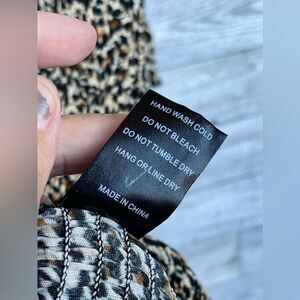 HAND WASH COLD
DO NOT BLEACH
DO NOT TUMBLE DRY
HANG OR LINE DRY
MADE IN CHINA